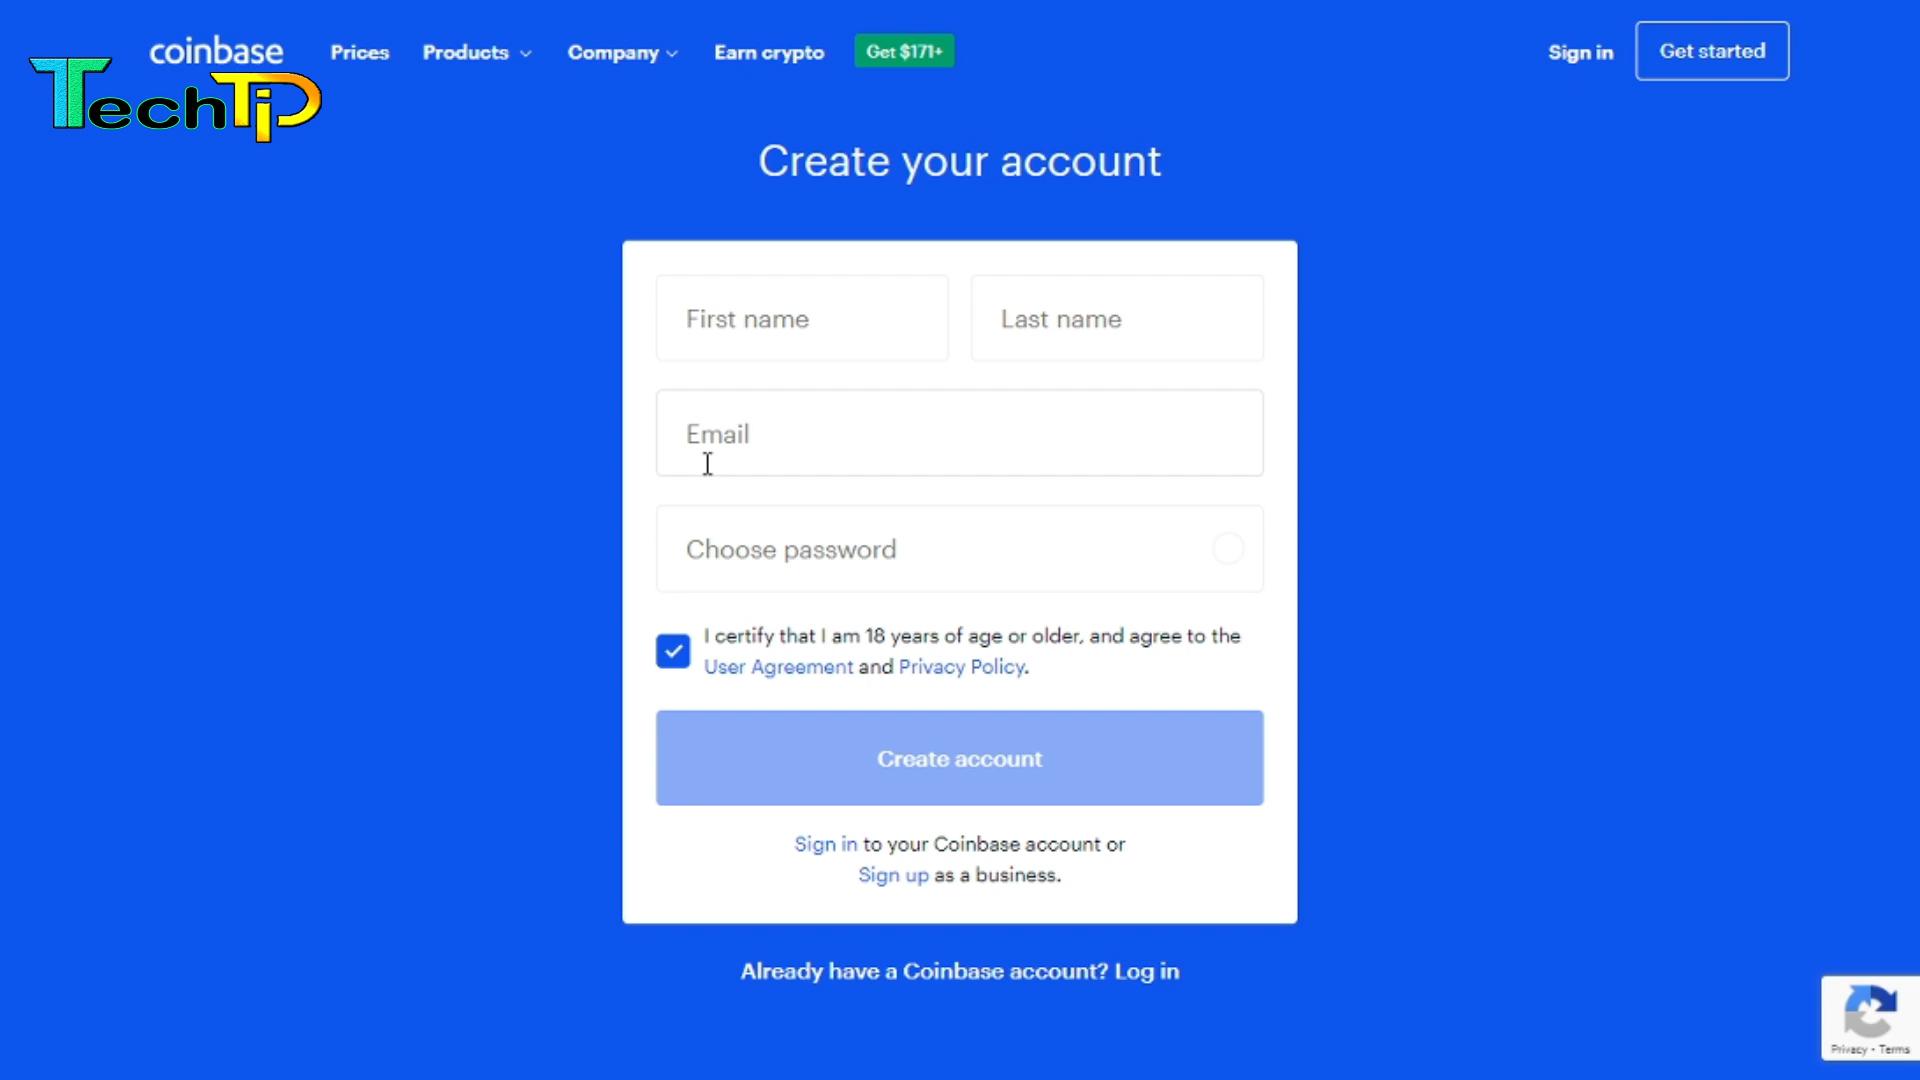 coinbase
Prices
Products
Company
Earn crypto
Get $171+
Sign in
Get started
TechTip
Create your account
First name
Last name
Email
Choose password
I certify that I am 18 years of age or older, and agree to the
User Agreement and Privacy Policy.
Create account
Sign in to your Coinbase account or
Sign up as a business.
Already have a Coinbase account? Log in
Privacy - Terms